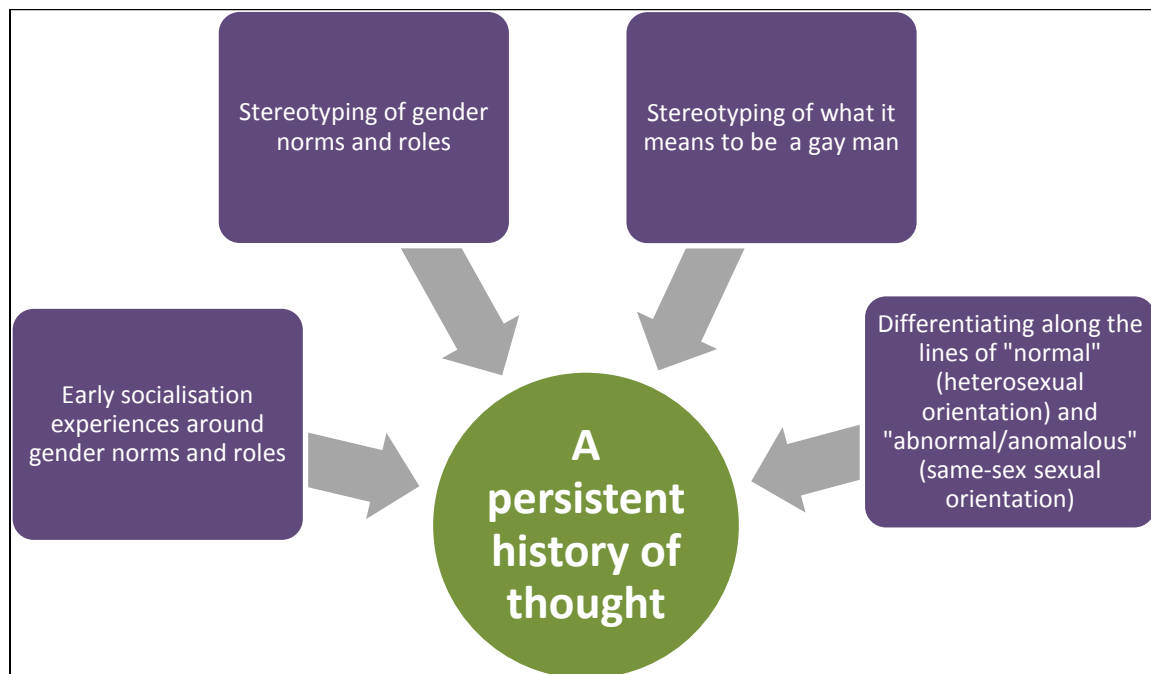 Stereotyping of gender
norms and roles
Stereotyping of what it
means to be  a gay man
Early socialisation
experiences around
gender norms and roles
Differentiating along the
lines of "normal"
(heterosexual
orientation) and
"abnormal/anomalous"
(same-sex sexual
orientation)
A
persistent
history of
thought